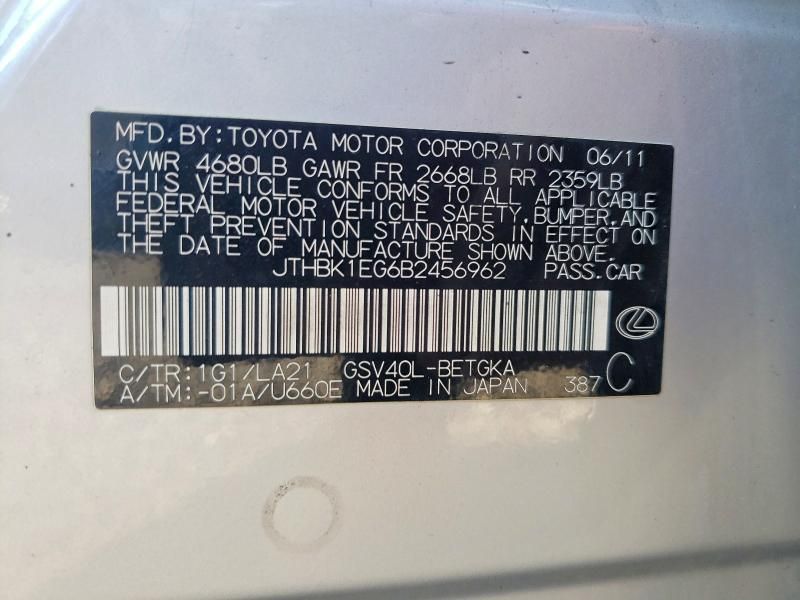 MFD. BY: TOYOTA MOTOR CORPORATION 06/11
GVWR 4680LB GAWR FR 2668LB RR 2359LB
THIS VEHICLE CONFORMS TO ALL APPLICABLE
FEDERAL MOTOR VEHICLE SAFETY, BUMPER, AND
THEFT PREVENTION STANDARDS IN EFFECT ON
THE DATE OF MANUFACTURE SHOWN ABOVE.
JTHBK1EG6B2456962 PASS. CAR
C/TR: 1G1/LA21 GSV40L-BETGKA
A/TM: -01A/U660E MADE IN JAPAN 387 C